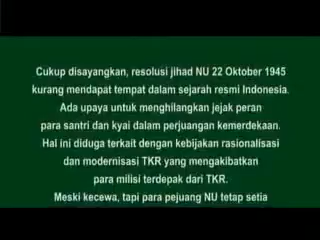 Cukup disayangkan, resolusi jihad NU 22 Oktober 1945
kurang mendapat tempat dalam sejarah resmi Indonesia.
Ada upaya untuk menghilangkan jejak peran
para santri dan kyai dalam perjuangan kemerdekaan.
Hal ini diduga terkait dengan kebijakan rasionalisasi
dan modernisasi TKR yang mengakibatkan
para milisi terdepak dari TKR.
Meski kecewa, tapi para pejuang NU tetap setia